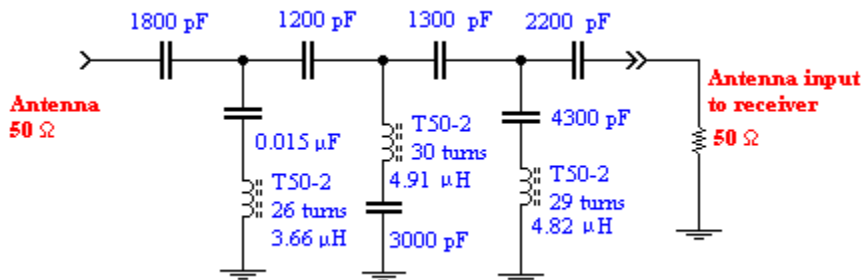 1800 pF
1200 pF
1300 pF
2200 pF
Antenna
50 Ω
Antenna input
to receiver
50 Ω
0.015 μF
T50-2
26 turns
3.66 μH
T50-2
30 turns
4.91 μH
3000 pF
4300 pF
T50-2
29 turns
4.82 μH